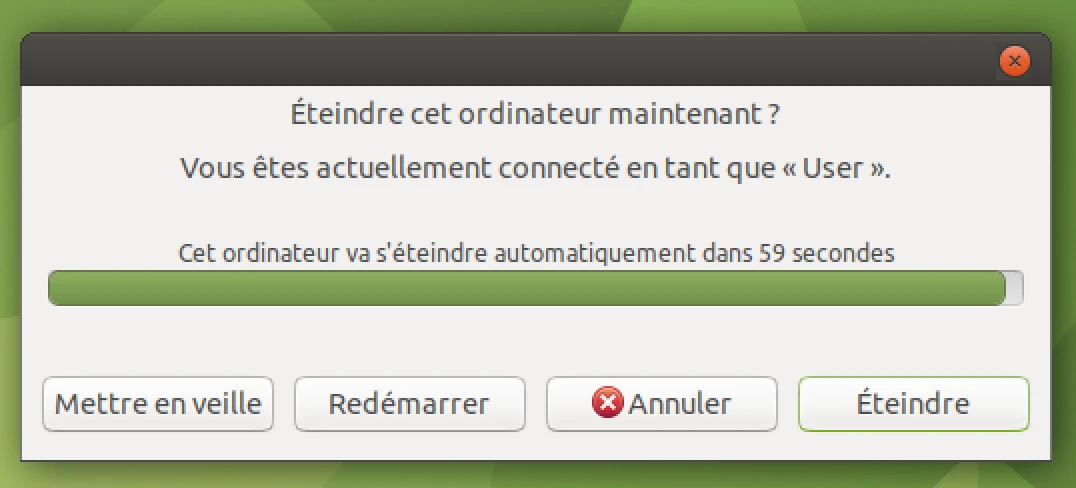 Éteindre cet ordinateur maintenant ?
Vous êtes actuellement connecté en tant que « User ».
Cet ordinateur va s'éteindre automatiquement dans 59 secondes
Mettre en veille Redémarrer Annuler Éteindre